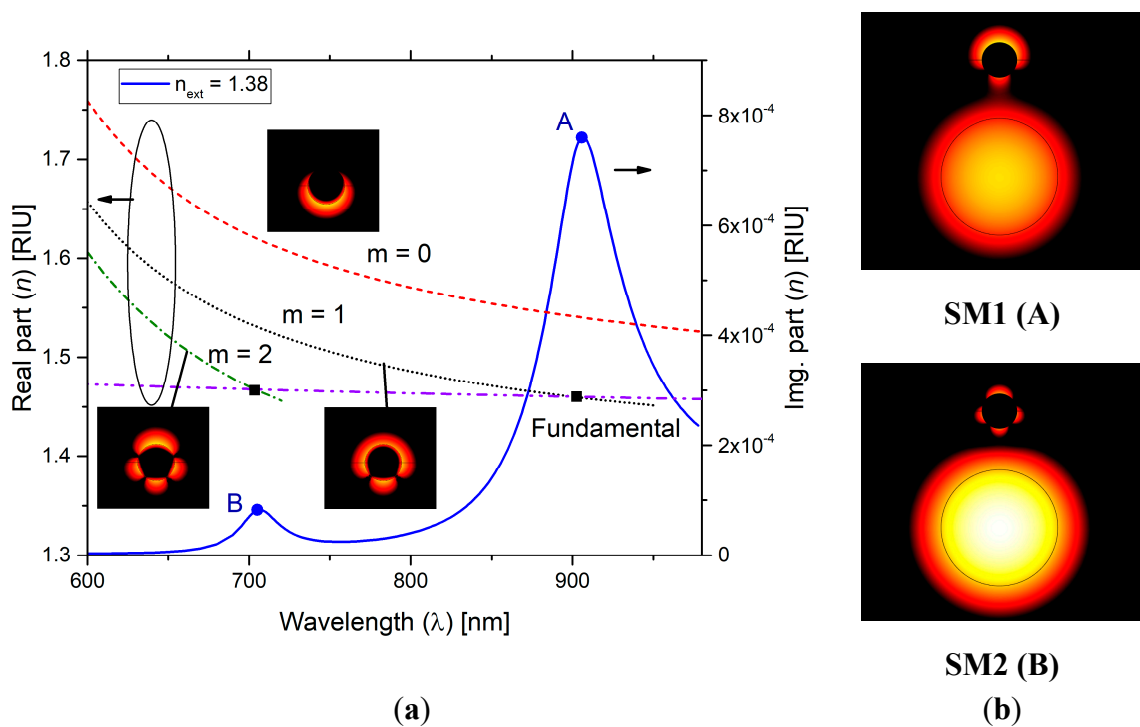 n_ext = 1.38
1.8
1.7
1.6
1.5
1.4
1.3
Real part (n) [RIU]
600
700
800
900
Wavelength (λ) [nm]
8x10⁻⁴
6x10⁻⁴
4x10⁻⁴
2x10⁻⁴
0
Img. part (n) [RIU]
A
m = 0
m = 1
m = 2
Fundamental
B
(a)
SM1 (A)
SM2 (B)
(b)